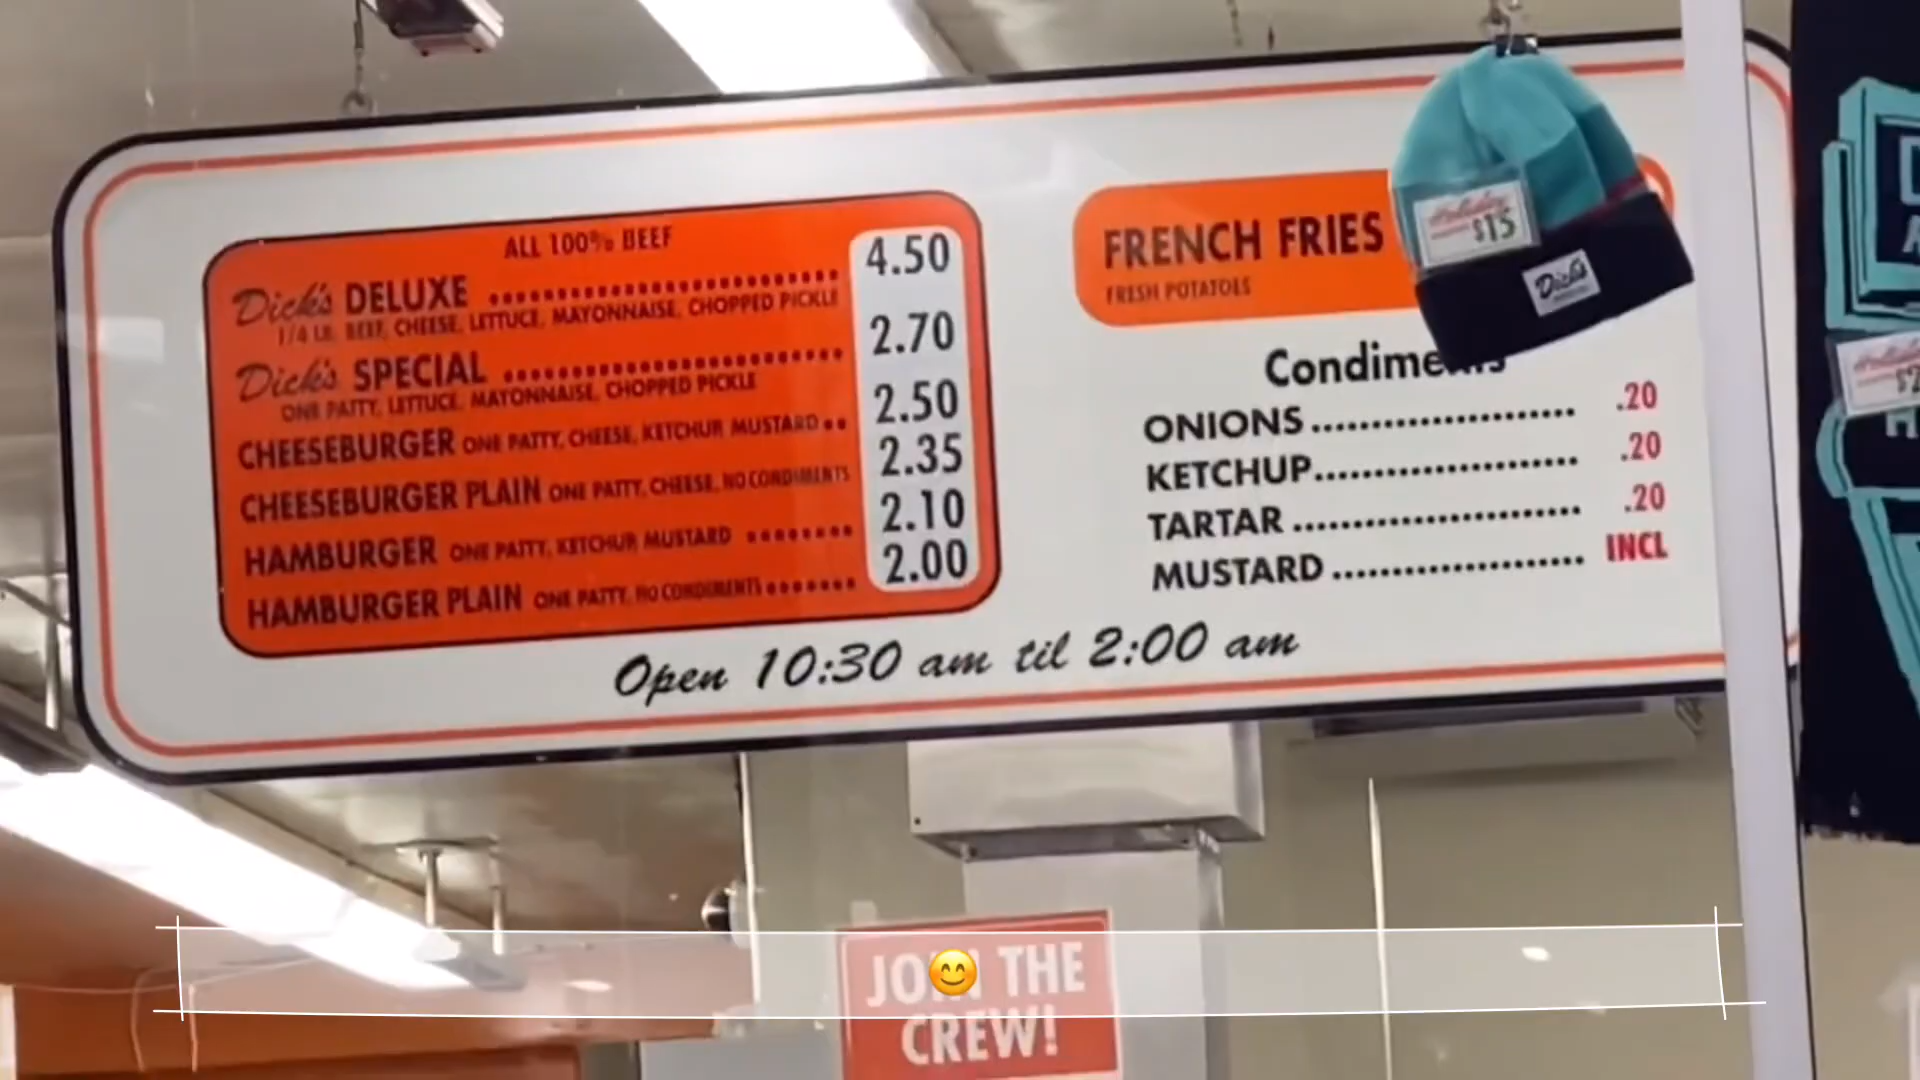 ALL 100% BEEF
Dick's DELUXE 4.50
1/4 LB. BEEF, CHEESE, LETTUCE, MAYONNAISE, CHOPPED PICKLE
Dick's SPECIAL 2.70
ONE PATTY, LETTUCE, MAYONNAISE, CHOPPED PICKLE
CHEESEBURGER ONE PATTY, CHEESE, KETCHUP, MUSTARD 2.50
CHEESEBURGER PLAIN ONE PATTY, CHEESE, NO CONDIMENTS 2.35
HAMBURGER ONE PATTY, KETCHUP, MUSTARD 2.10
HAMBURGER PLAIN ONE PATTY, NO CONDIMENTS 2.00
FRENCH FRIES
FRESH POTATOES
Holiday
$15
Dick's
Condiments
ONIONS .20
KETCHUP .20
TARTAR .20
MUSTARD INCL
Open 10:30 am til 2:00 am
JOIN THE
CREW!
😊